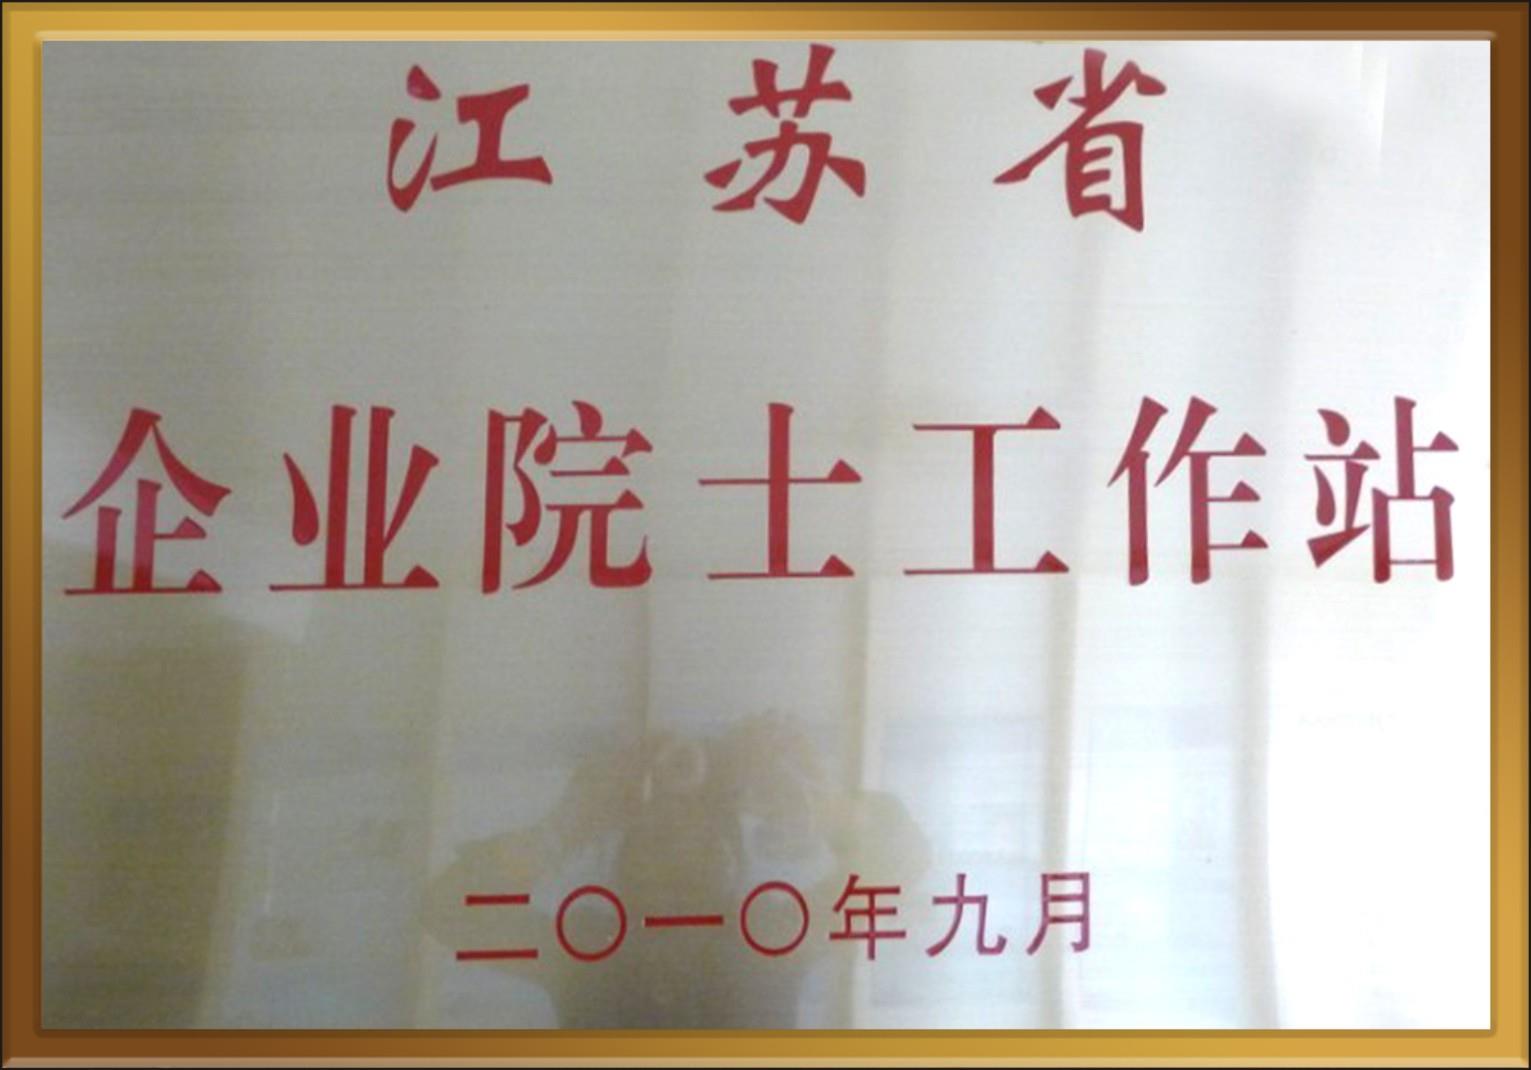 江苏省
企业院士工作站
二〇一〇年九月